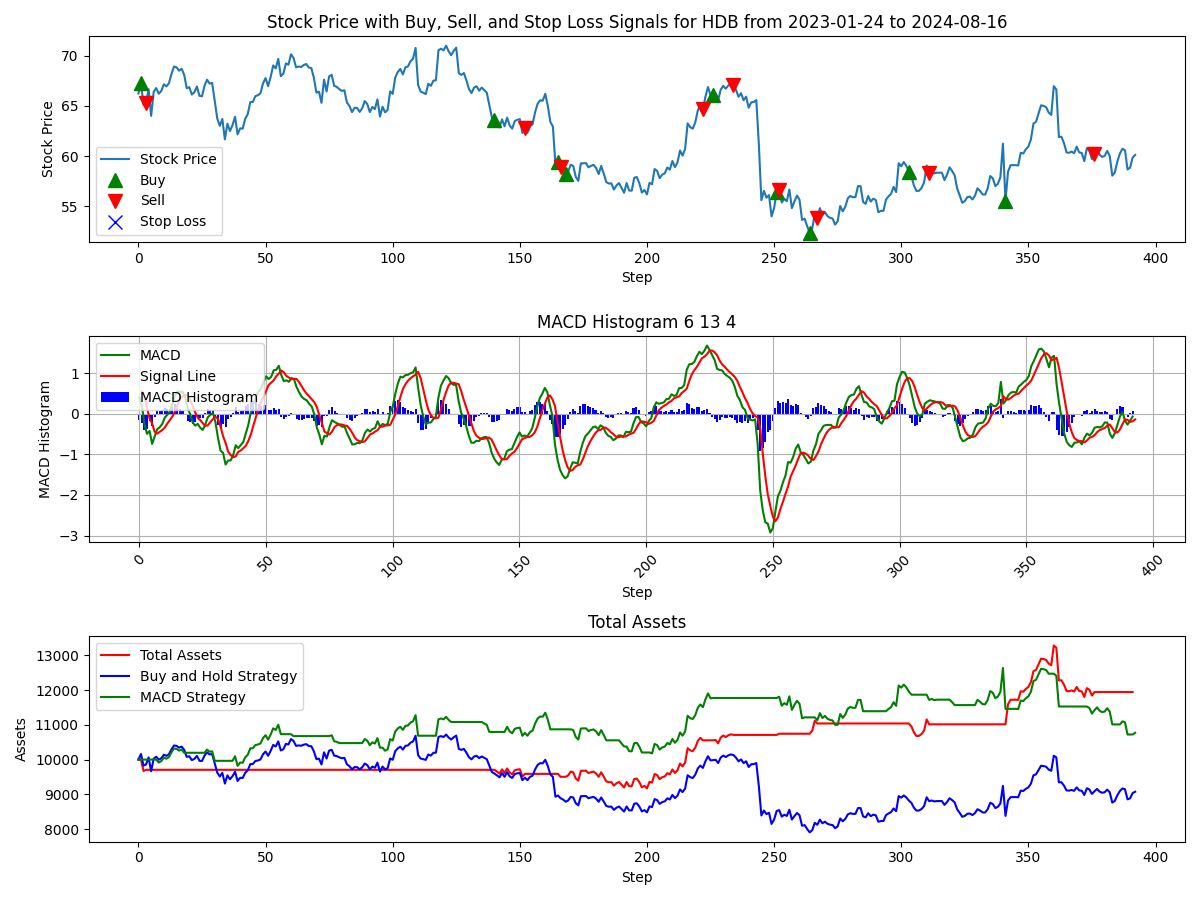 Stock Price with Buy, Sell, and Stop Loss Signals for HDB from 2023-01-24 to 2024-08-16
Stock Price
70
65
60
55
Stock Price
Buy
Sell
Stop Loss
0 50 100 150 200 250 300 350 400
Step
MACD Histogram 6 13 4
MACD Histogram
1
0
−1
−2
−3
MACD
Signal Line
MACD Histogram
0 50 100 150 200 250 300 350 400
Step
Total Assets
Assets
13000
12000
11000
10000
9000
8000
Total Assets
Buy and Hold Strategy
MACD Strategy
0 50 100 150 200 250 300 350 400
Step